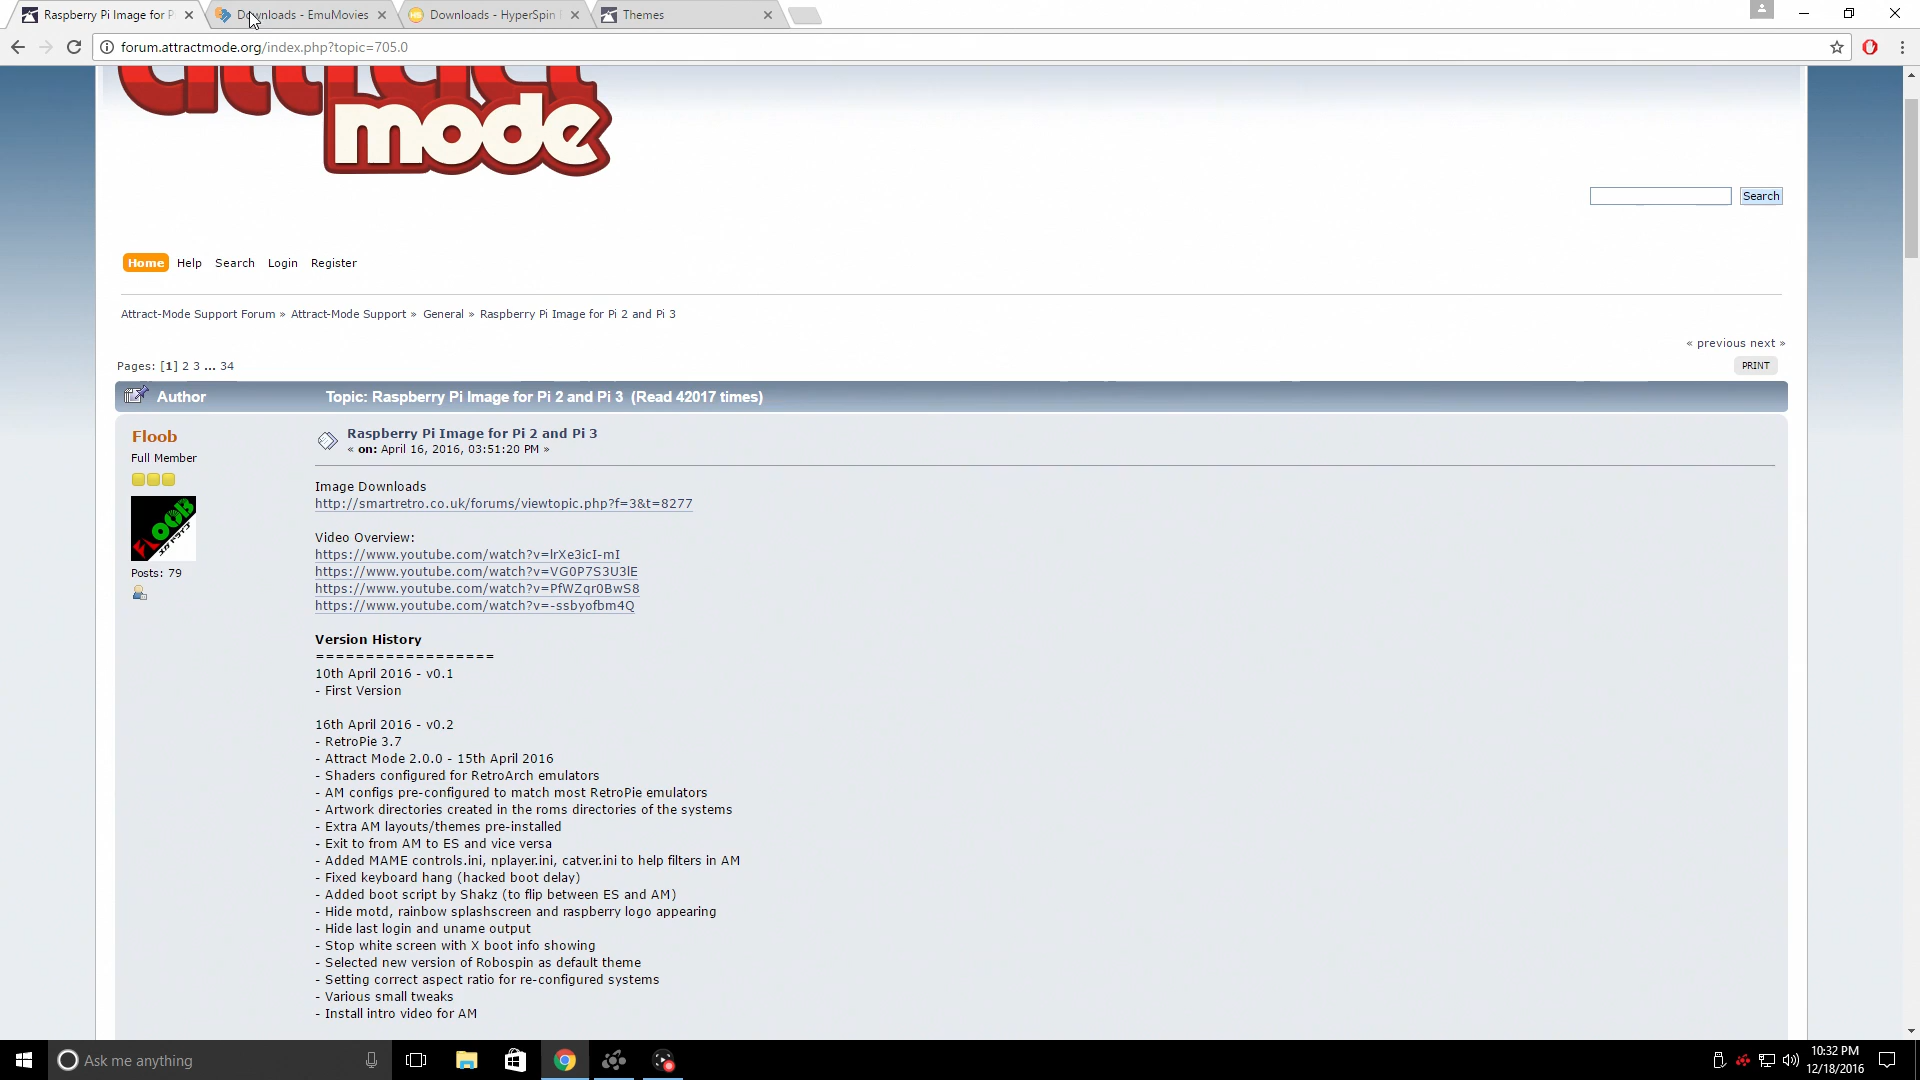 Raspberry Pi Image for P
Downloads - EmuMovies
Downloads - HyperSpin
Themes
forum.attractmode.org/index.php?topic=705.0
attract
mode
Search
Home Help Search Login Register
Attract-Mode Support Forum » Attract-Mode Support » General » Raspberry Pi Image for Pi 2 and Pi 3
« previous next »
Pages: [1] 2 3 ... 34
PRINT
Author
Topic: Raspberry Pi Image for Pi 2 and Pi 3 (Read 42017 times)
Floob
Full Member
FLOOB
Posts: 79
Raspberry Pi Image for Pi 2 and Pi 3
« on: April 16, 2016, 03:51:20 PM »
Image Downloads
http://smartretro.co.uk/forums/viewtopic.php?f=3&t=8277
Video Overview:
https://www.youtube.com/watch?v=lrXe3icI-mI
https://www.youtube.com/watch?v=VG0P7S3U3lE
https://www.youtube.com/watch?v=PfWZqr0BwS8
https://www.youtube.com/watch?v=-ssbyofbm4Q
Version History
==================
10th April 2016 - v0.1
- First Version
16th April 2016 - v0.2
- RetroPie 3.7
- Attract Mode 2.0.0 - 15th April 2016
- Shaders configured for RetroArch emulators
- AM configs pre-configured to match most RetroPie emulators
- Artwork directories created in the roms directories of the systems
- Extra AM layouts/themes pre-installed
- Exit to from AM to ES and vice versa
- Added MAME controls.ini, nplayer.ini, catver.ini to help filters in AM
- Fixed keyboard hang (hacked boot delay)
- Added boot script by Shakz (to flip between ES and AM)
- Hide motd, rainbow splashscreen and raspberry logo appearing
- Hide last login and uname output
- Stop white screen with X boot info showing
- Selected new version of Robospin as default theme
- Setting correct aspect ratio for re-configured systems
- Various small tweaks
- Install intro video for AM
Ask me anything
10:32 PM
12/18/2016